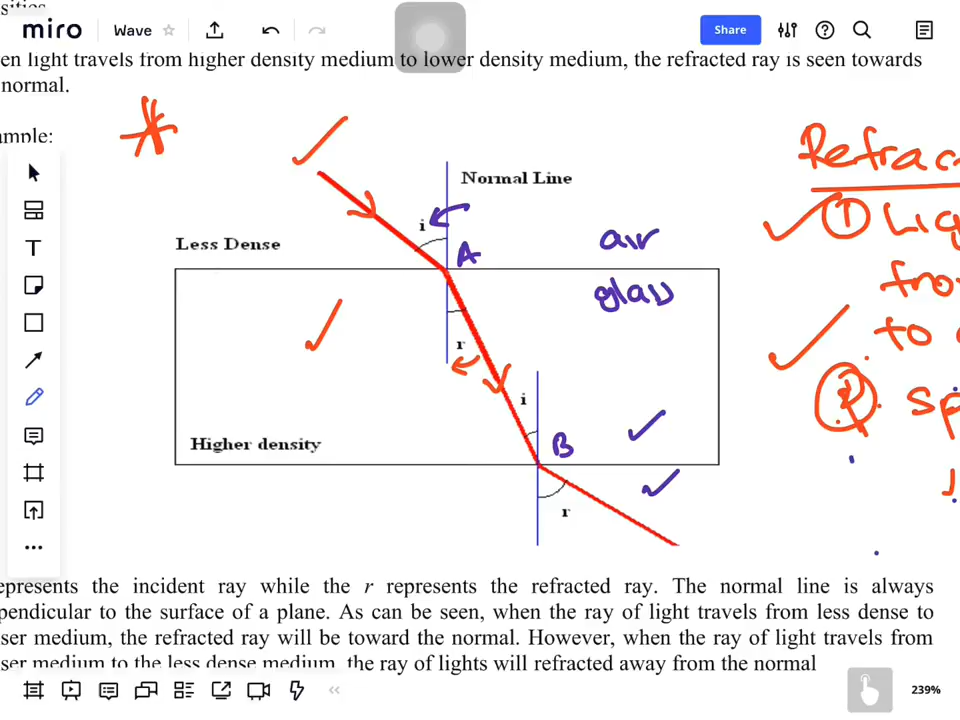 sities
miro
Wave
Share
en light travels from higher density medium to lower density medium, the refracted ray is seen towards
normal.
ample:
Refrac
Normal Line
① Lig
i
A
Less Dense
air
glass
fro
to
r
i
sp
Higher density
B
r
epresents the incident ray while the r represents the refracted ray. The normal line is always
pendicular to the surface of a plane. As can be seen, when the ray of light travels from less dense to
ser medium, the refracted ray will be toward the normal. However, when the ray of light travels from
ser medium to the less dense medium, the ray of lights will refracted away from the normal
239%